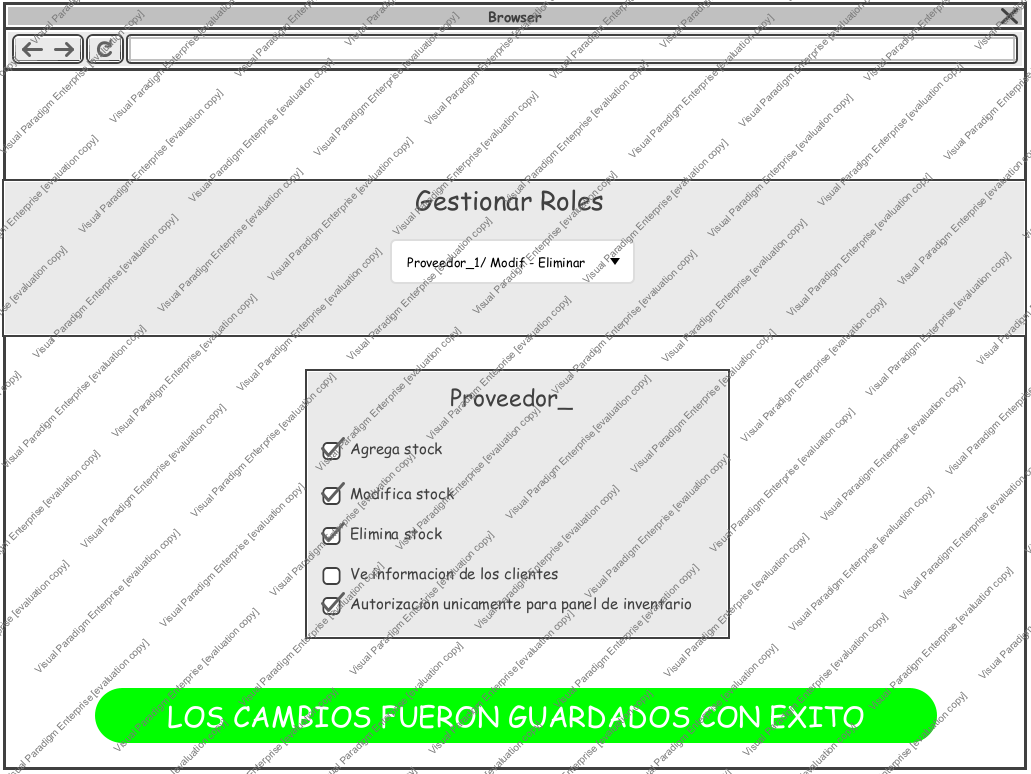 Browser
Gestionar Roles
Proveedor_1/ Modif - Eliminar
Proveedor_
Agrega stock
Modifica stock
Elimina stock
Ve informacion de los clientes
Autorización unicamente para panel de inventario
LOS CAMBIOS FUERON GUARDADOS CON EXITO
Visual Paradigm Enterprise [evaluation copy]